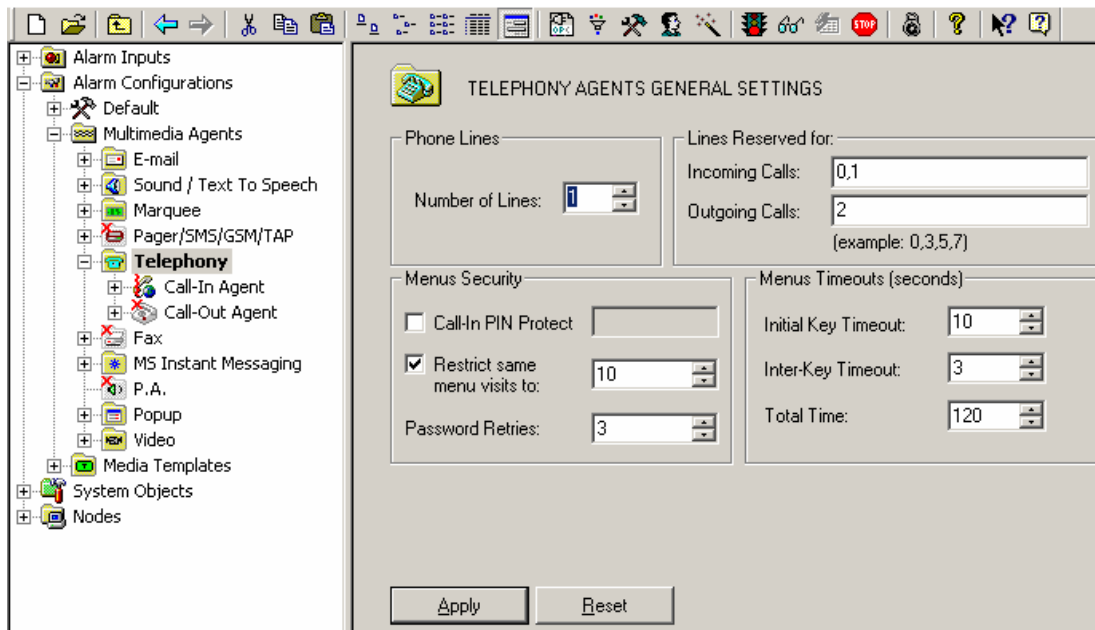 STOP
Alarm Inputs
Alarm Configurations
Default
Multimedia Agents
E-mail
Sound / Text To Speech
Marquee
Pager/SMS/GSM/TAP
Telephony
Call-In Agent
Call-Out Agent
Fax
MS Instant Messaging
P.A.
Popup
Video
Media Templates
System Objects
Nodes
TELEPHONY AGENTS GENERAL SETTINGS
Phone Lines
Number of Lines: 1
Lines Reserved for:
Incoming Calls: 0,1
Outgoing Calls: 2
(example: 0,3,5,7)
Menus Security
Call-In PIN Protect
Restrict same
menu visits to: 10
Password Retries: 3
Menus Timeouts (seconds)
Initial Key Timeout: 10
Inter-Key Timeout: 3
Total Time: 120
Apply
Reset